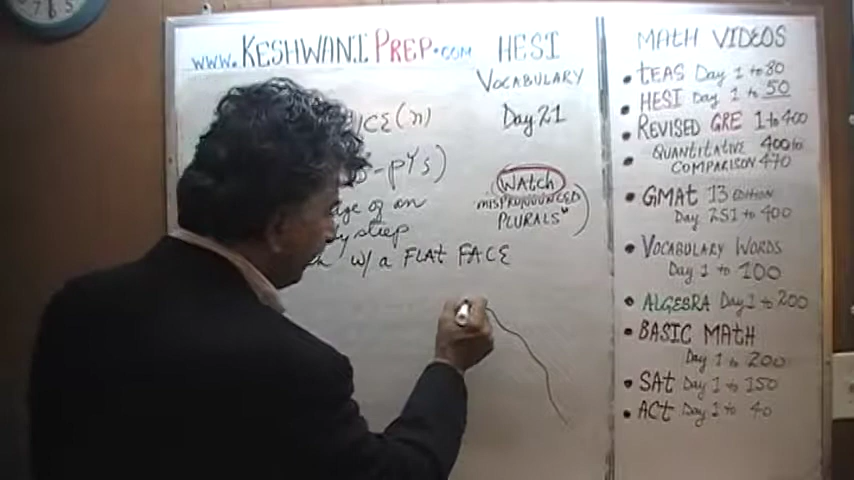 www.KESHWANIPREP.com
HESI
VOCABULARY
Day 21
(n)
-pYs)
of an
steep
w/a FLAT FACE
WATCH
MISPRONOUNCED
PLURALS"
MATH VIDEOS
• TEAS Day 1 to 80
• HESI Day 1 to 50
• REVISED GRE 1 to 400
• QUANTITATIVE 400 to
COMPARISON 470
• GMAT 13 EDITION
Day 251 to 400
• VOCABULARY WORDS
Day 1 to 100
• ALGEBRA Day 1 to 200
• BASIC MATH
Day 1 to 200
• SAT Day 1 to 150
• ACT Day 1 to 40